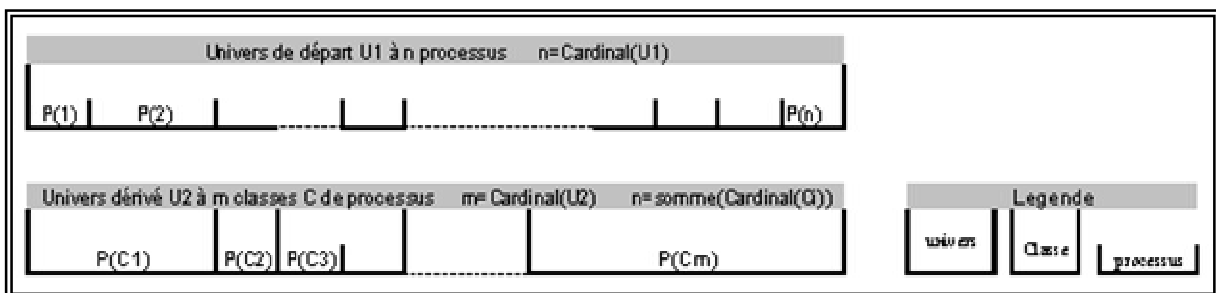 Univers de départ U1 à n processus n=Cardinal(U1)
P(1) P(2) P(n)
Univers dérivé U2 à m classes C de processus m=Cardinal(U2) n=somme(Cardinal(Ci))
P(C1) P(C2) P(C3) P(Cm)
Legende
univers Classe processus